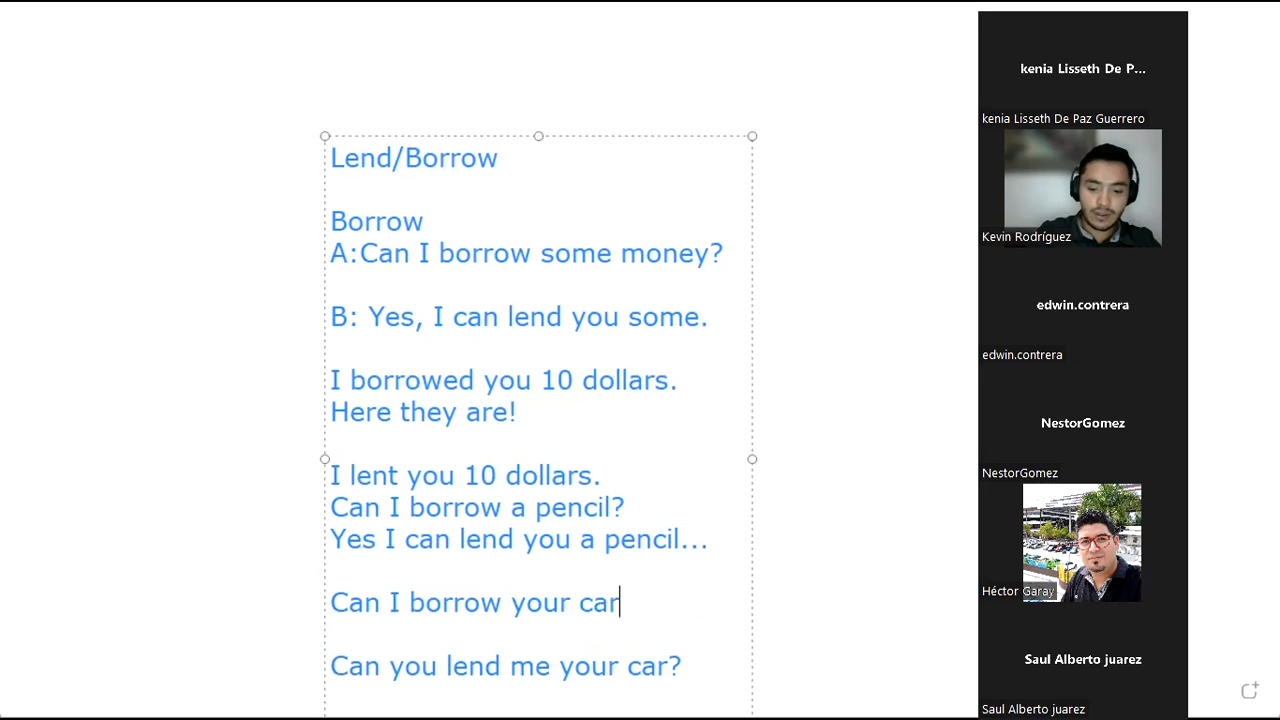 Lend/Borrow
Borrow
A:Can I borrow some money?
B: Yes, I can lend you some.
I borrowed you 10 dollars.
Here they are!
I lent you 10 dollars.
Can I borrow a pencil?
Yes I can lend you a pencil...
Can I borrow your car
Can you lend me your car?
kenia Lisseth De P...
kenia Lisseth De Paz Guerrero
Kevin Rodríguez
edwin.contrera
edwin.contrera
NestorGomez
NestorGomez
Héctor Garay
Saul Alberto juarez
Saul Alberto juarez